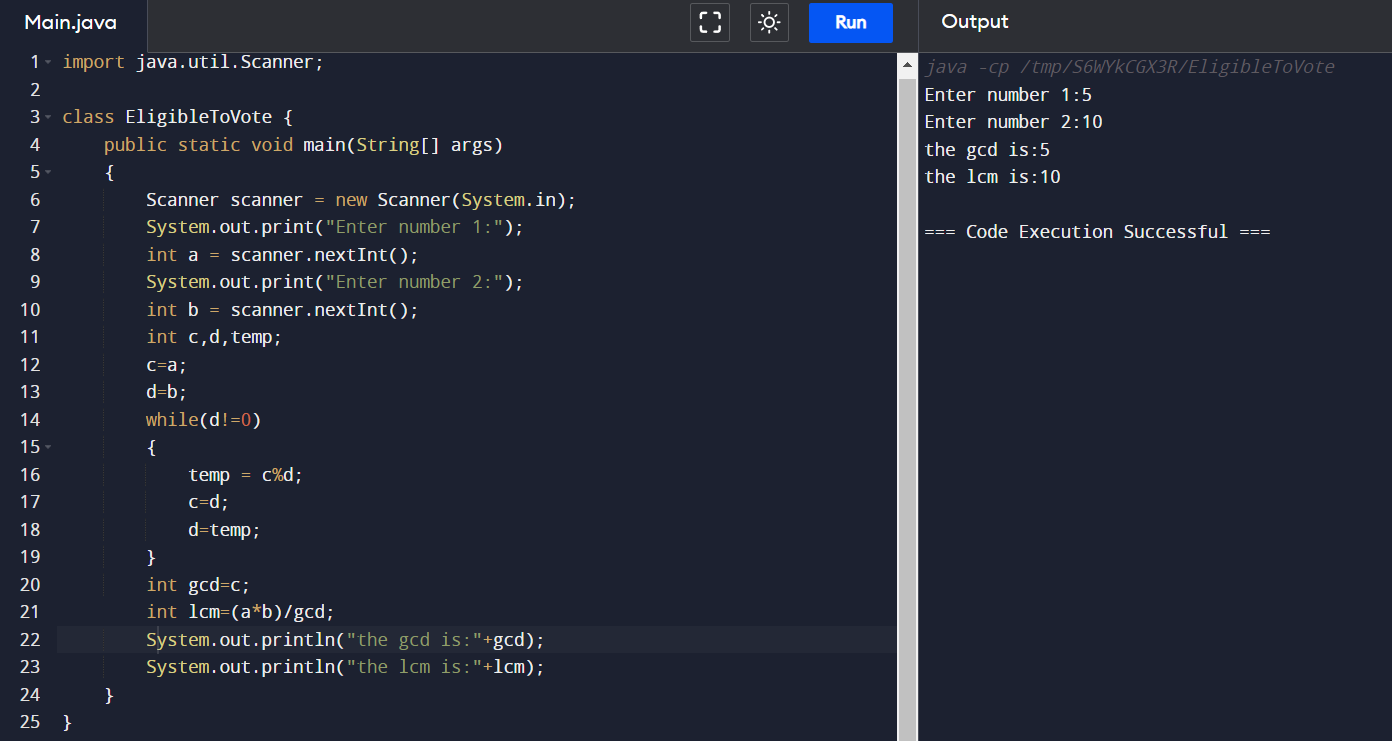 Main.java
Run
Output
1 import java.util.Scanner;
2
3 class EligibleToVote {
4     public static void main(String[] args)
5     {
6         Scanner scanner = new Scanner(System.in);
7         System.out.print("Enter number 1:");
8         int a = scanner.nextInt();
9         System.out.print("Enter number 2:");
10         int b = scanner.nextInt();
11         int c,d,temp;
12         c=a;
13         d=b;
14         while(d!=0)
15         {
16             temp = c%d;
17             c=d;
18             d=temp;
19         }
20         int gcd=c;
21         int lcm=(a*b)/gcd;
22         System.out.println("the gcd is:"+gcd);
23         System.out.println("the lcm is:"+lcm);
24     }
25 }
java -cp /tmp/S6WYkCGX3R/EligibleToVote
Enter number 1:5
Enter number 2:10
the gcd is:5
the lcm is:10
=== Code Execution Successful ===